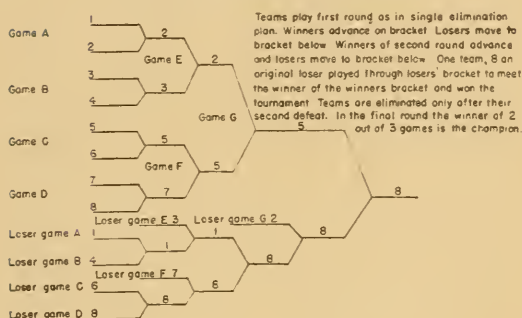 Teams play first round as in single elimination
plan. Winners advance on bracket Losers move to
bracket below Winners of second round advance
and losers move to bracket below One team, 8 an
original loser played through losers' bracket to meet
the winner of the winners bracket and won the
tournament Teams are eliminated only after their
second defeat. In the final round the winner of 2
out of 3 games is the champion.
1
Game A
2
2
Game E
2
3
Game B
3
4
Game G
5
5
Game C
5
6
Game F
5
7
Game D
7
8
8
Loser game E 3
Loser game G 2
Loser game A 1
1
1
8
Loser game B 4
8
Loser game F 7
Loser game C 6
8
8
Loser game D 8